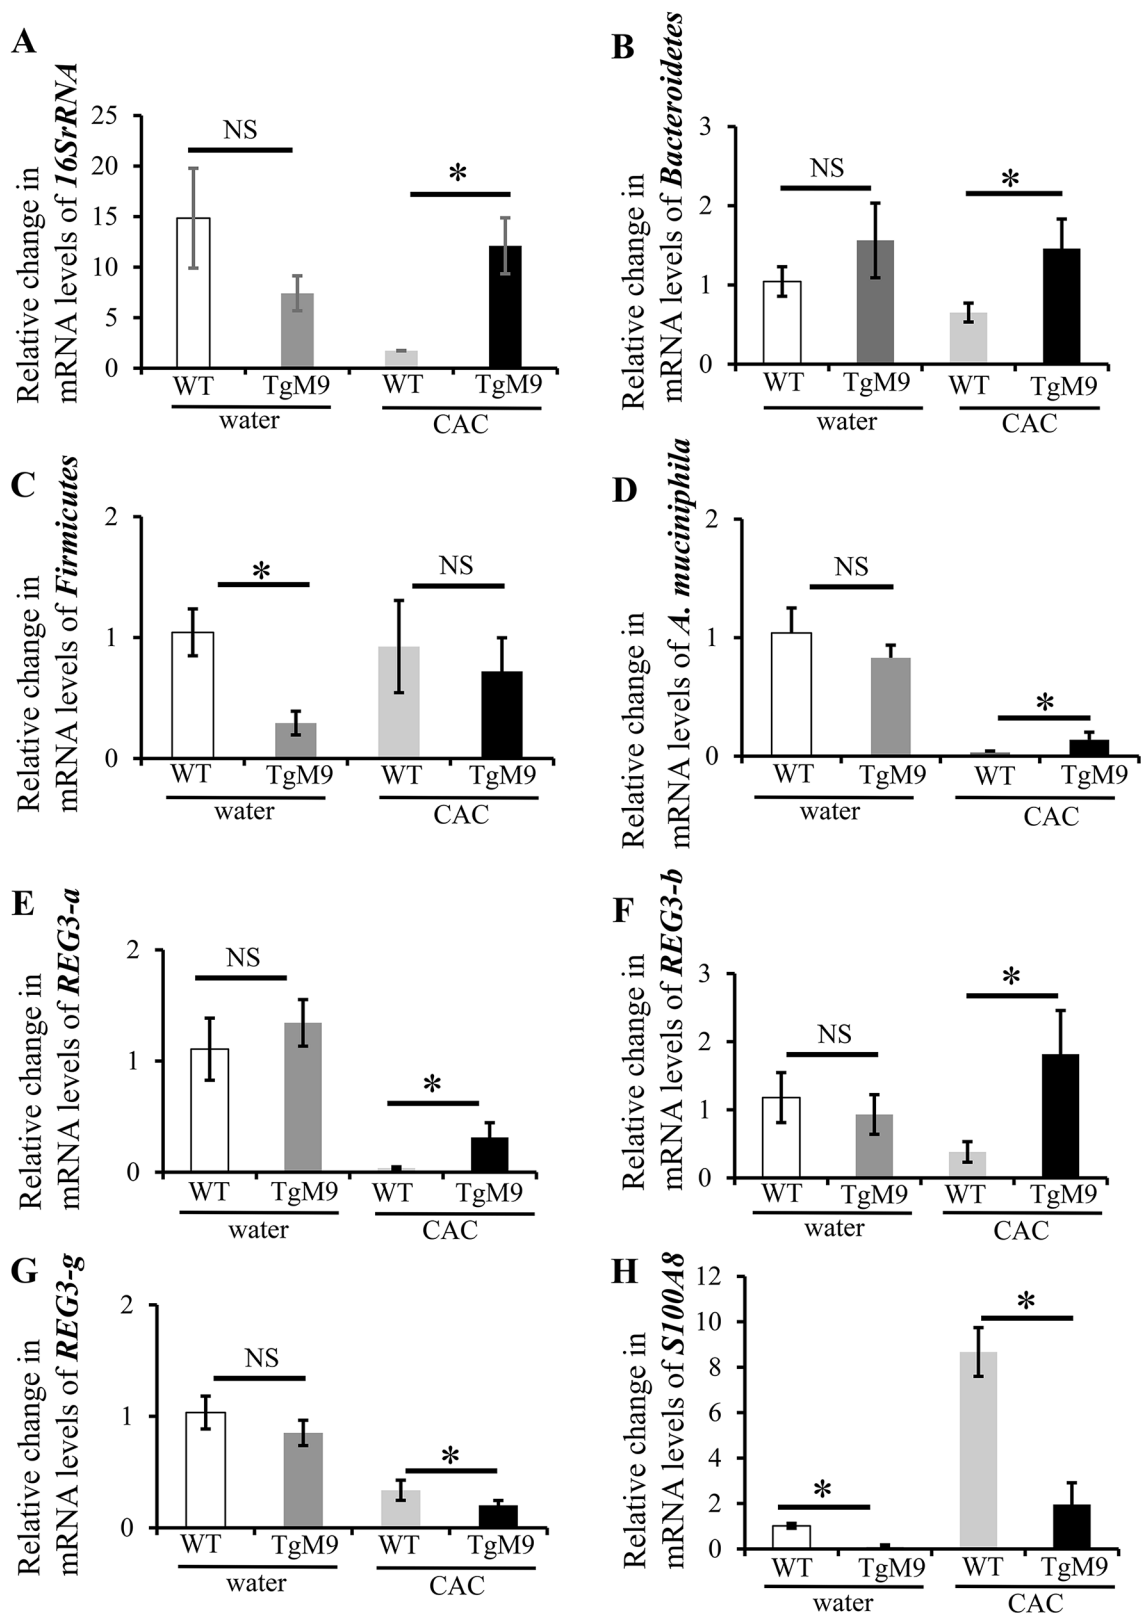 A
Relative change in
mRNA levels of 16SrRNA
25
20
15
10
5
0
NS
*
WT
TgM9
WT
TgM9
water
CAC
B
Relative change in
mRNA levels of Bacteroidetes
3
2
1
0
NS
*
WT
TgM9
WT
TgM9
water
CAC
C
Relative change in
mRNA levels of Firmicutes
2
1
0
*
NS
WT
TgM9
WT
TgM9
water
CAC
D
Relative change in
mRNA levels of A. muciniphila
2
1
0
NS
*
WT
TgM9
WT
TgM9
water
CAC
E
Relative change in
mRNA levels of REG3-a
2
1
0
NS
*
WT
TgM9
WT
TgM9
water
CAC
F
Relative change in
mRNA levels of REG3-b
3
2
1
0
NS
*
WT
TgM9
WT
TgM9
water
CAC
G
Relative change in
mRNA levels of REG3-g
2
1
0
NS
*
WT
TgM9
WT
TgM9
water
CAC
H
Relative change in
mRNA levels of S100A8
12
10
8
6
4
2
0
*
*
WT
TgM9
WT
TgM9
water
CAC